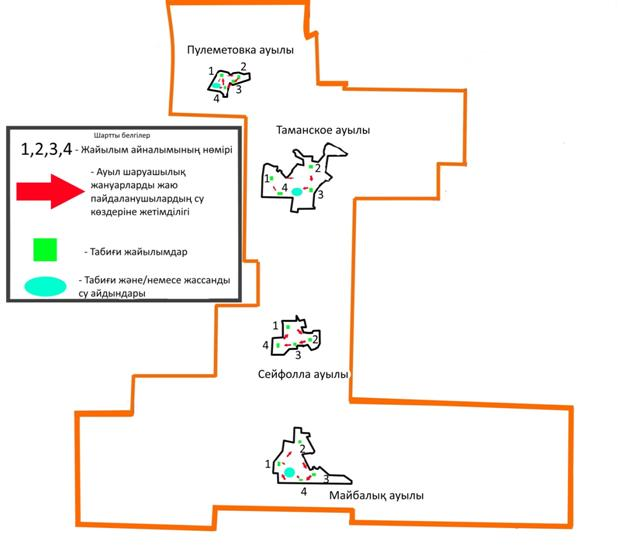 Пулеметовка ауылы
1 2
3
4
Таманское ауылы
Шартты белгілер
1,2,3,4 - Жайылым айналымының нөмірі
- Ауыл шаруашылық
жануарларды жаю
пайдаланушылардың су
көздеріне жетімділігі
- Табиғи жайылымдар
- Табиғи және/немесе жассанды
су айдындары
2
1 4 3
1
2
4
3
Сейфолла ауылы
2
1
3
4
Майбалық ауылы